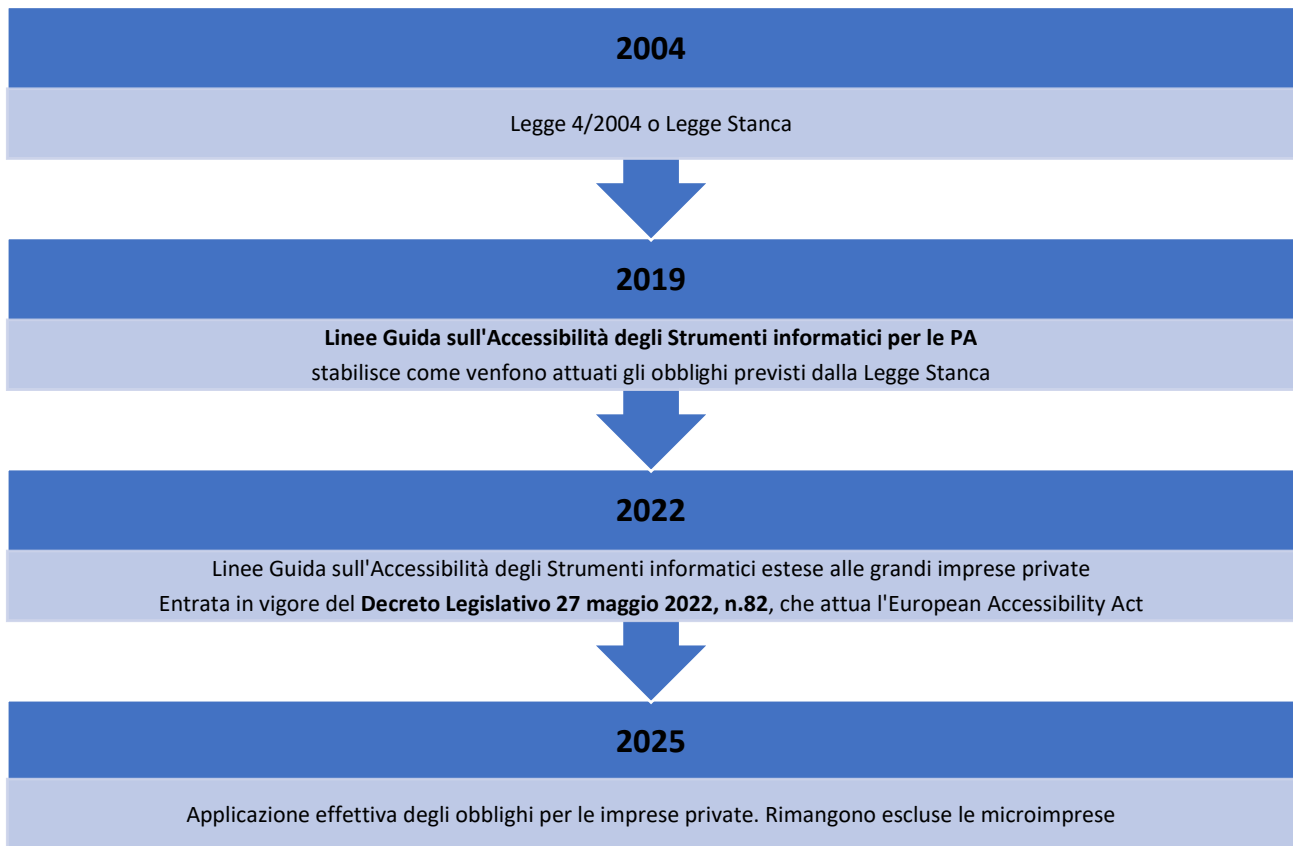 2004
Legge 4/2004 o Legge Stanca
2019
Linee Guida sull'Accessibilità degli Strumenti informatici per le PA
stabilisce come venfono attuati gli obblighi previsti dalla Legge Stanca
2022
Linee Guida sull'Accessibilità degli Strumenti informatici estese alle grandi imprese private
Entrata in vigore del Decreto Legislativo 27 maggio 2022, n.82, che attua l'European Accessibility Act
2025
Applicazione effettiva degli obblighi per le imprese private. Rimangono escluse le microimprese